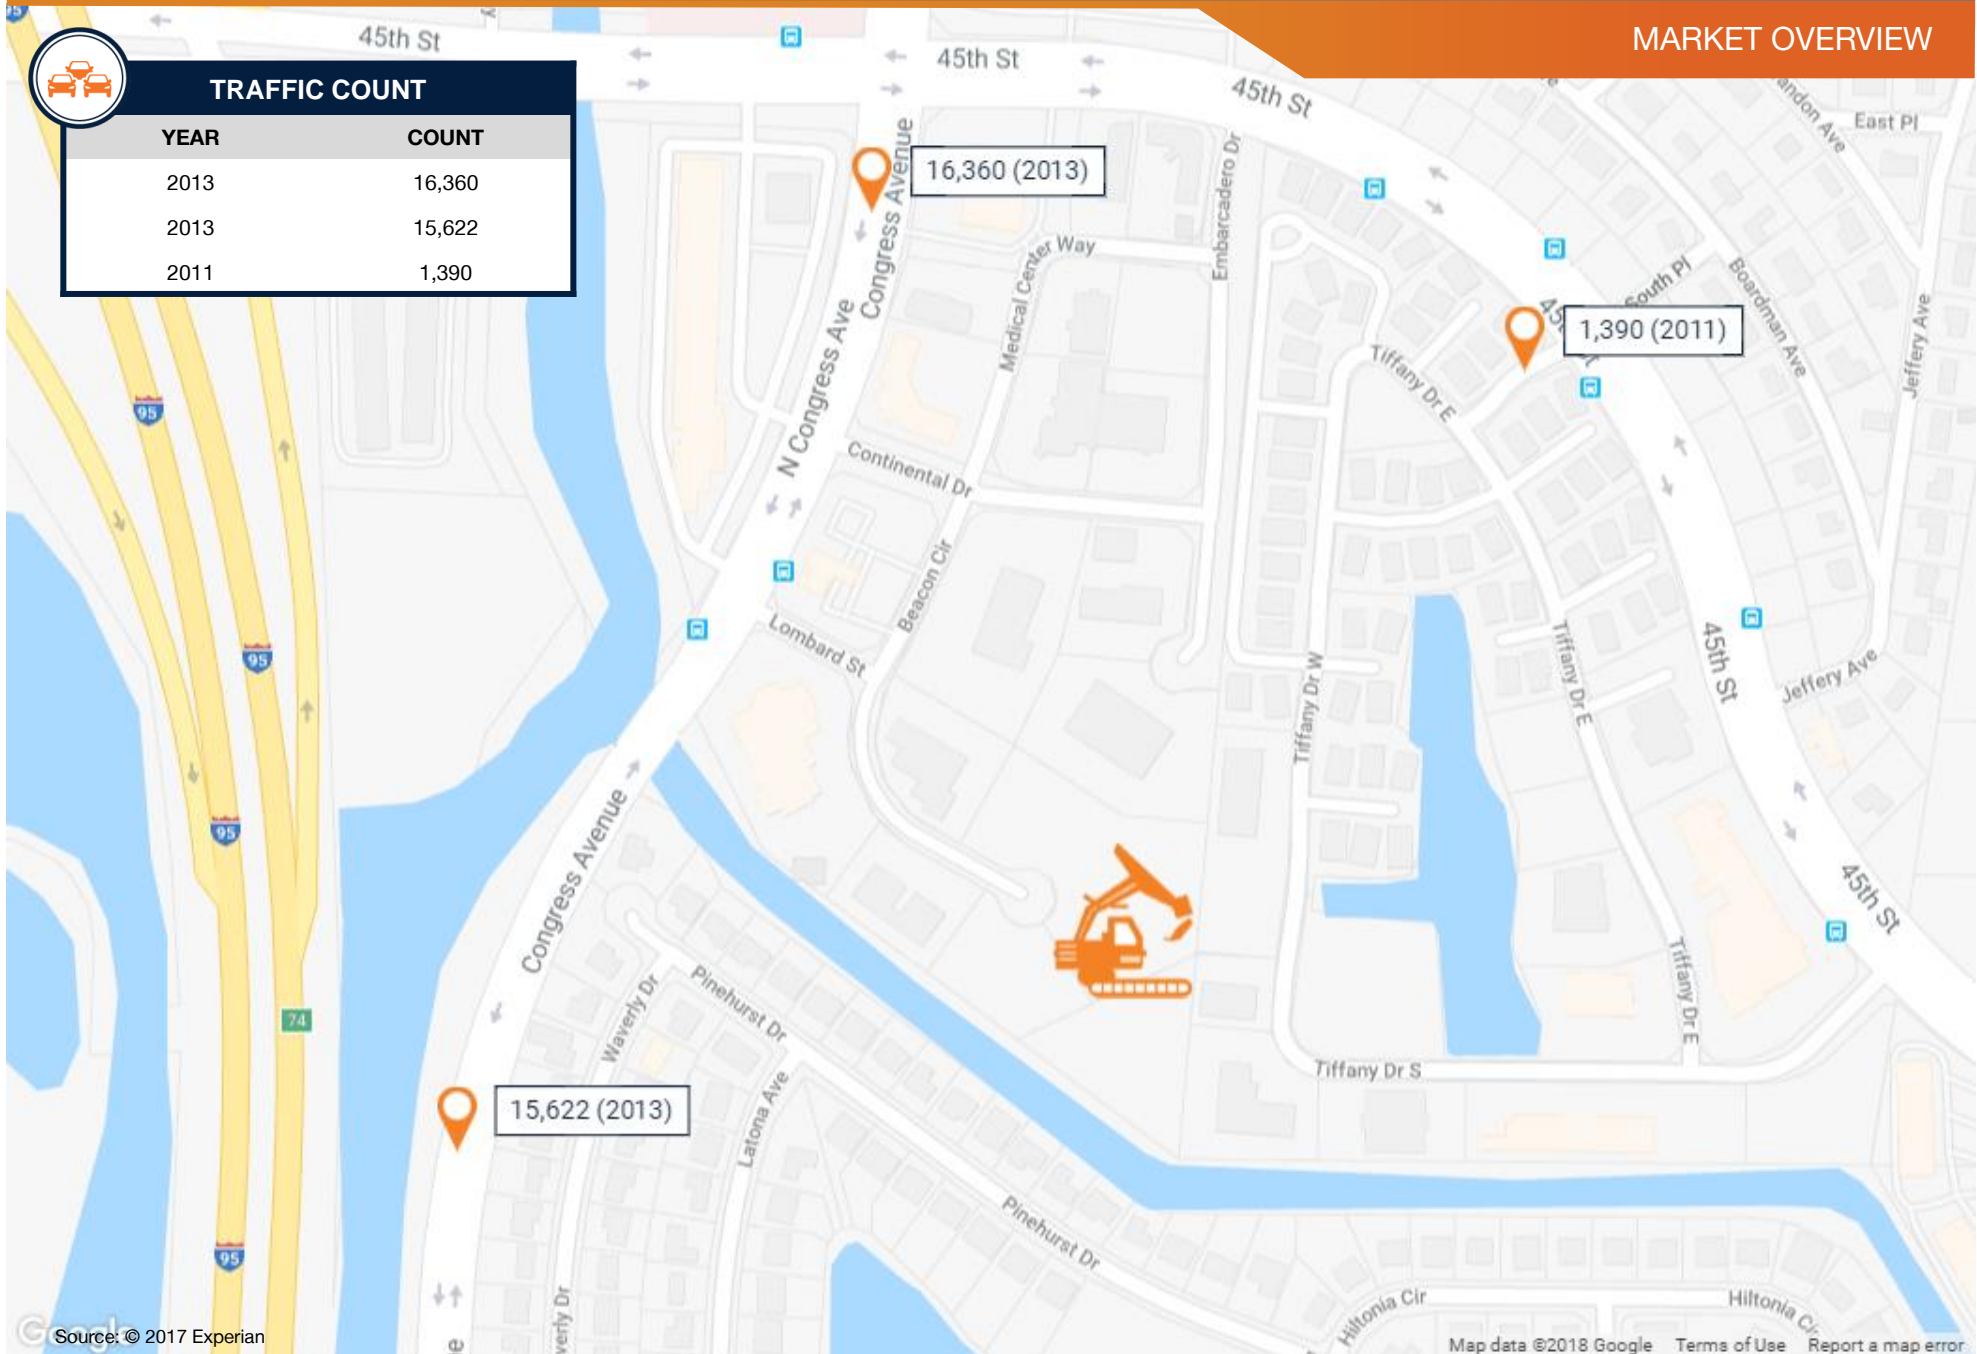 MARKET OVERVIEW
TRAFFIC COUNT
YEAR COUNT
2013 16,360
2013 15,622
2011 1,390
45th St
45th St
45th St
East Pl
Congress Avenue
Congress Avenue
16,360 (2013)
Embarcadero Dr
Medical Center Way
South Pl
Boardman Ave
Jeffery Ave
1,390 (2011)
N Congress Ave
Tiffany Dr E
95
Continental Dr
Beacon Cir
Lombard St
95
Tiffany Dr W
Tiffany Dr E
45th St
Jeffery Ave
95
Congress Avenue
45th St
Tiffany Dr E
Waverly Dr
Pinehurst Dr
74
Tiffany Dr S
15,622 (2013)
Latona Ave
Pinehurst Dr
95
Hiltonia Cir
Hiltonia Cir
Google
Source: © 2017 Experian
Map data ©2018 Google Terms of Use Report a map error